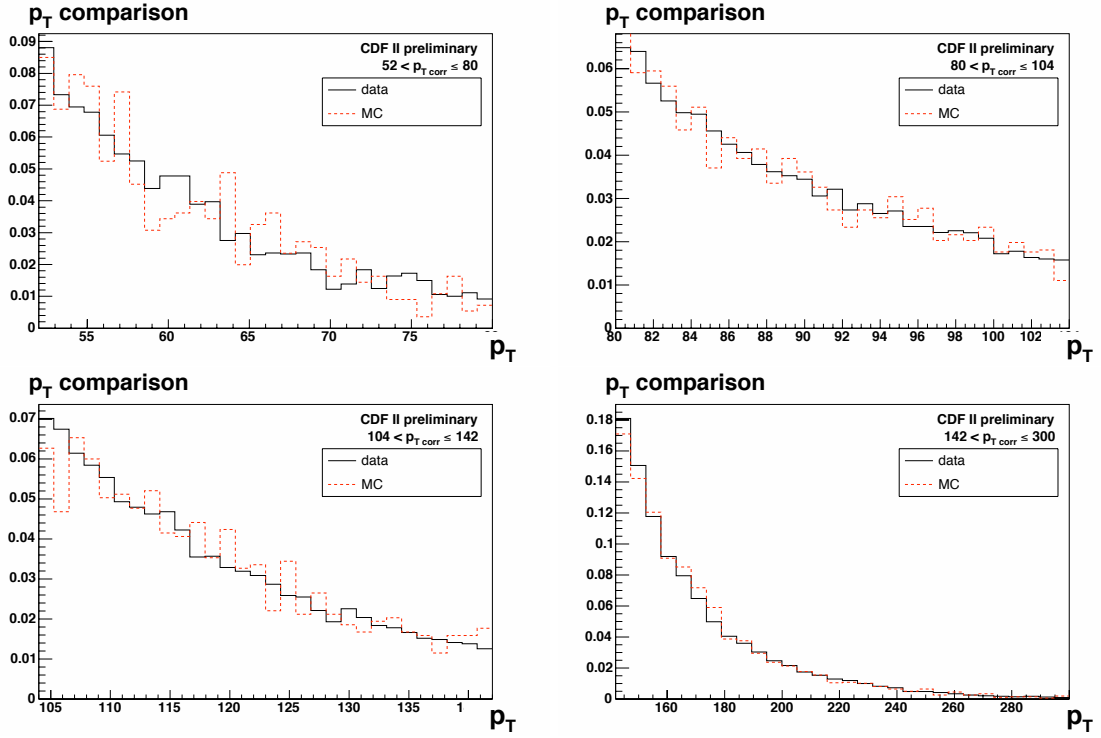 p_T comparison
CDF II preliminary
52 < p_T corr ≤ 80
data
MC
0.09
0.08
0.07
0.06
0.05
0.04
0.03
0.02
0.01
0
55 60 65 70 75
p_T
p_T comparison
CDF II preliminary
80 < p_T corr ≤ 104
data
MC
0.06
0.05
0.04
0.03
0.02
0.01
0
80 82 84 86 88 90 92 94 96 98 100 102
p_T
p_T comparison
CDF II preliminary
104 < p_T corr ≤ 142
data
MC
0.07
0.06
0.05
0.04
0.03
0.02
0.01
0
105 110 115 120 125 130 135 1
p_T
p_T comparison
CDF II preliminary
142 < p_T corr ≤ 300
data
MC
0.18
0.16
0.14
0.12
0.1
0.08
0.06
0.04
0.02
0
160 180 200 220 240 260 280
p_T